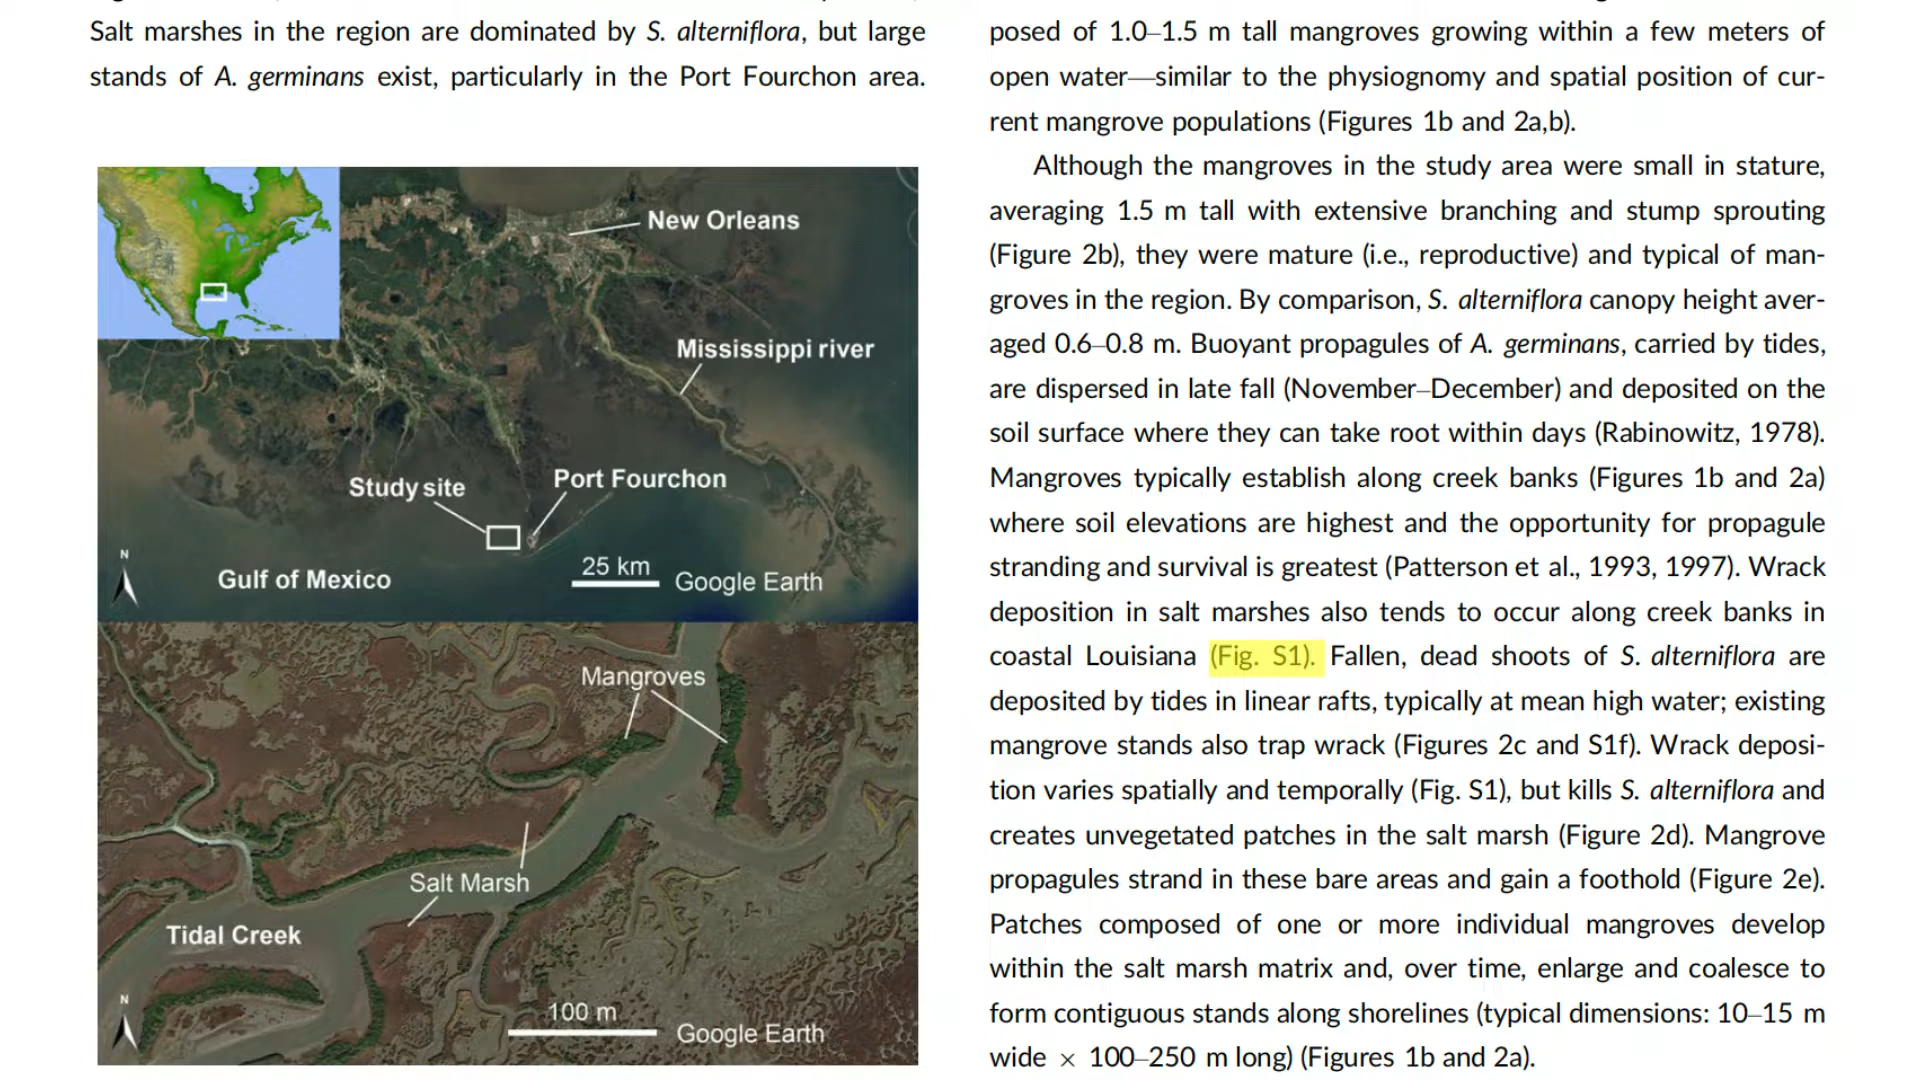 Salt marshes in the region are dominated by S. alterniflora, but large
stands of A. germinans exist, particularly in the Port Fourchon area.
New Orleans
Mississippi river
Study site
Port Fourchon
N
Gulf of Mexico
25 km
Google Earth
Mangroves
Salt Marsh
Tidal Creek
N
100 m
Google Earth
posed of 1.0–1.5 m tall mangroves growing within a few meters of
open water—similar to the physiognomy and spatial position of cur-
rent mangrove populations (Figures 1b and 2a,b).
Although the mangroves in the study area were small in stature,
averaging 1.5 m tall with extensive branching and stump sprouting
(Figure 2b), they were mature (i.e., reproductive) and typical of man-
groves in the region. By comparison, S. alterniflora canopy height aver-
aged 0.6–0.8 m. Buoyant propagules of A. germinans, carried by tides,
are dispersed in late fall (November–December) and deposited on the
soil surface where they can take root within days (Rabinowitz, 1978).
Mangroves typically establish along creek banks (Figures 1b and 2a)
where soil elevations are highest and the opportunity for propagule
stranding and survival is greatest (Patterson et al., 1993, 1997). Wrack
deposition in salt marshes also tends to occur along creek banks in
coastal Louisiana (Fig. S1). Fallen, dead shoots of S. alterniflora are
deposited by tides in linear rafts, typically at mean high water; existing
mangrove stands also trap wrack (Figures 2c and S1f). Wrack deposi-
tion varies spatially and temporally (Fig. S1), but kills S. alterniflora and
creates unvegetated patches in the salt marsh (Figure 2d). Mangrove
propagules strand in these bare areas and gain a foothold (Figure 2e).
Patches composed of one or more individual mangroves develop
within the salt marsh matrix and, over time, enlarge and coalesce to
form contiguous stands along shorelines (typical dimensions: 10–15 m
wide × 100–250 m long) (Figures 1b and 2a).